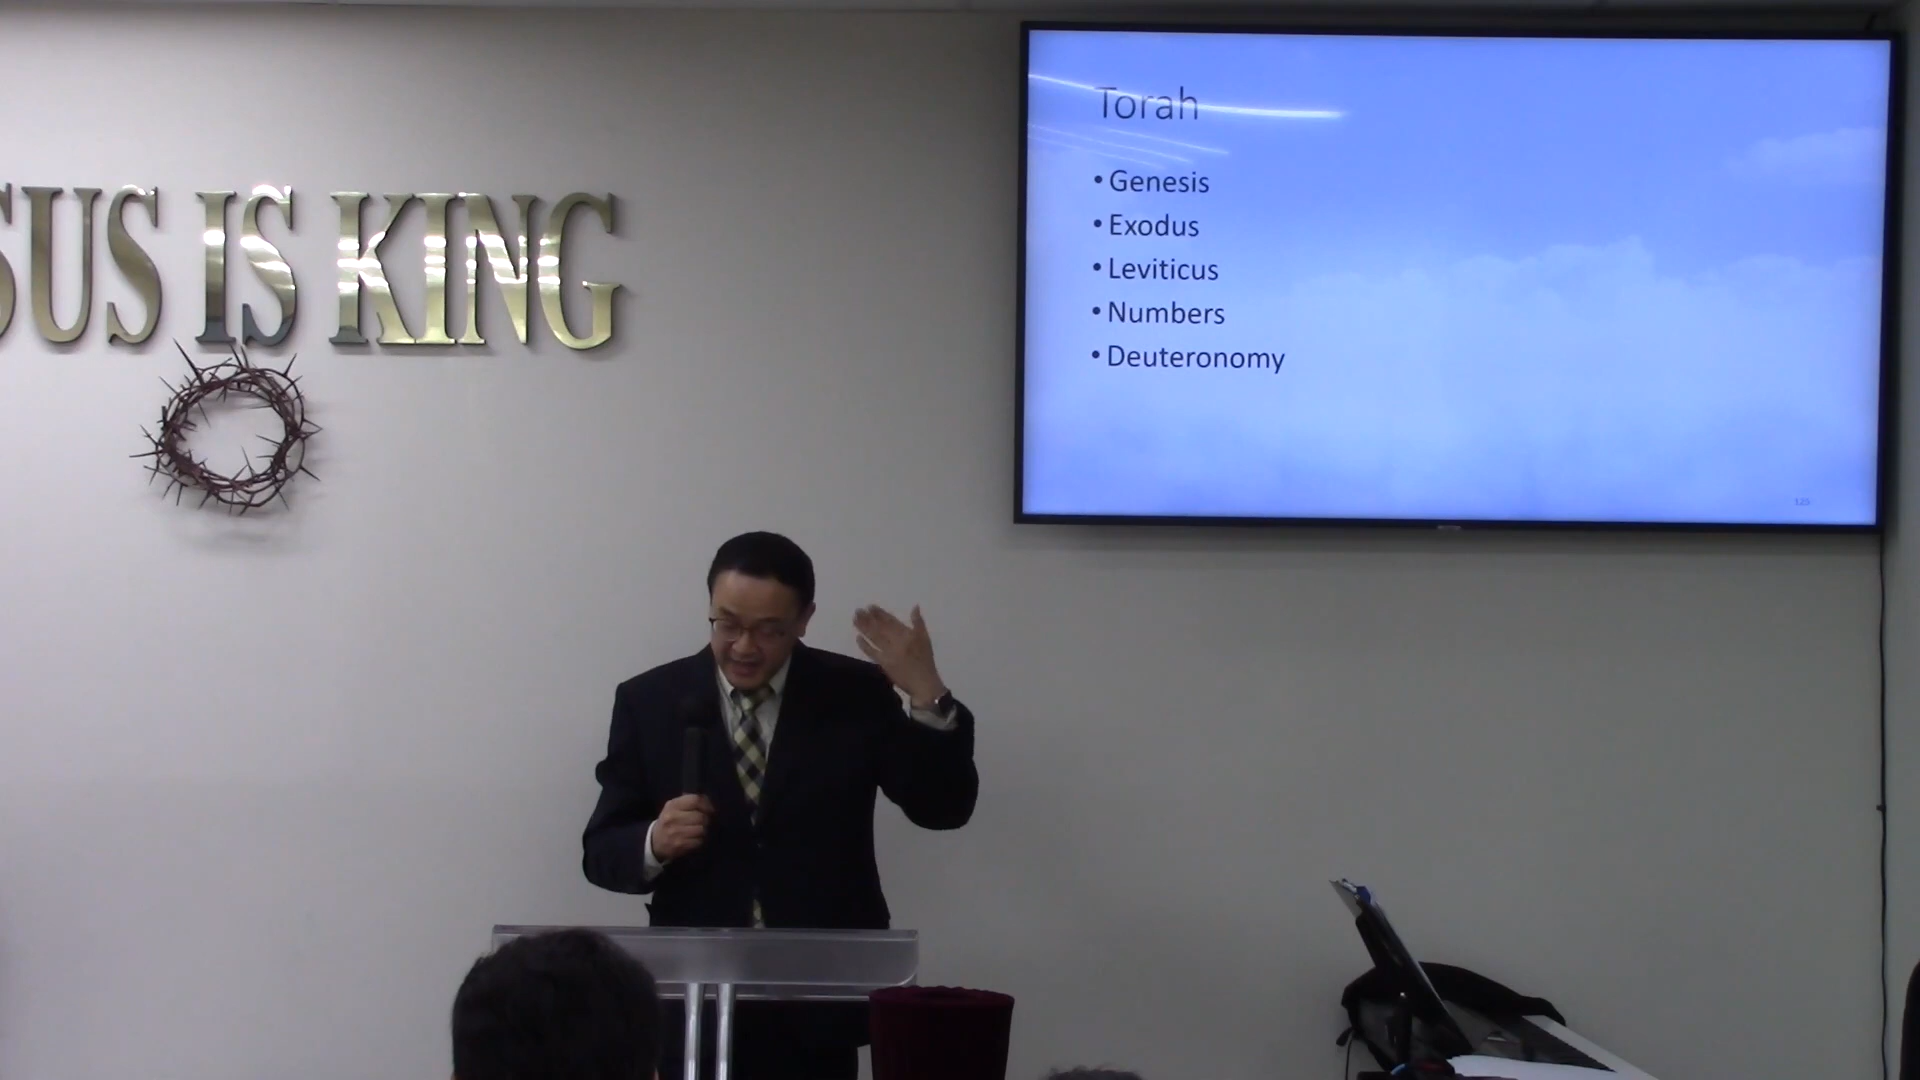 SUS IS KING
Torah
• Genesis
• Exodus
• Leviticus
• Numbers
• Deuteronomy